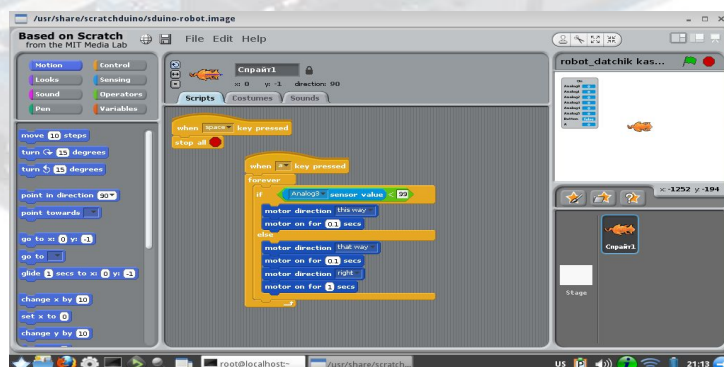 /usr/share/scratchduino/sduino-robot.image
Based on Scratch
from the MIT Media Lab
File Edit Help
Motion
Control
Looks
Sensing
Sound
Operators
Pen
Variables
move 10 steps
turn 15 degrees
turn 15 degrees
point in direction 90
point towards
go to x: 0 y: -1
go to
glide 1 secs to x: 0 y: -1
change x by 10
set x to 0
change y by 10
Спрайт1
x: 0 y: -1 direction: 90
Scripts Costumes Sounds
when space key pressed
stop all
when key pressed
forever
if sensor value 99
motor direction this way
motor on for 0.1 secs
else
motor direction that way
motor on for 0.1 secs
motor direction right
motor on for 1 secs
robot_datchik kas...
x: -1252 y: -194
Спрайт1
Stage
root@localhost:~
/usr/share/scratch...
US
21:13